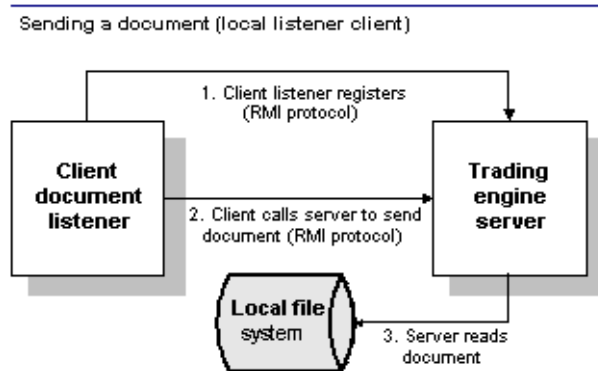 Sending a document (local listener client)
1. Client listener registers
(RMI protocol)
Client
document
listener
Trading
engine
server
2. Client calls server to send
document (RMI protocol)
Local file
system
3. Server reads
document